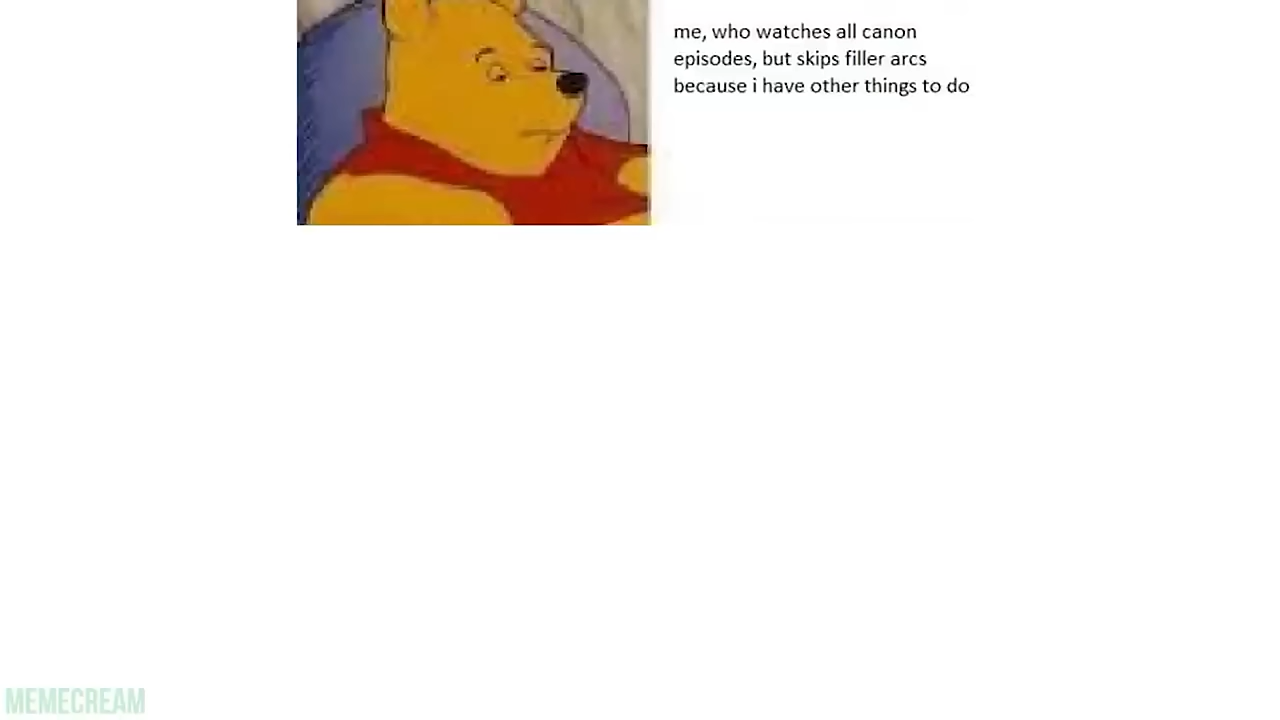 me, who watches all canon
episodes, but skips filler arcs
because i have other things to do
MEMECREAM